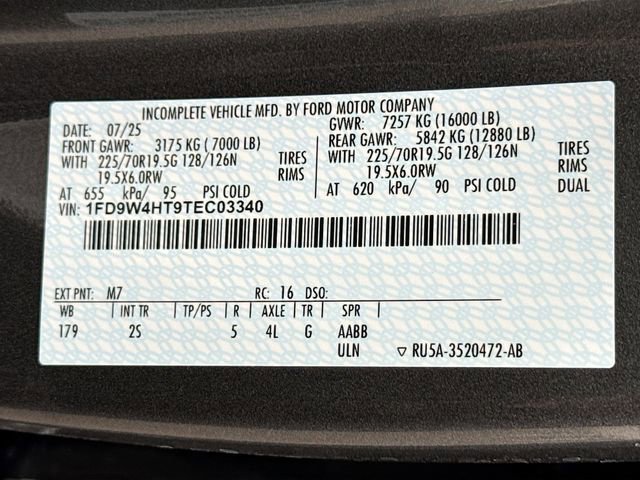 INCOMPLETE VEHICLE MFD. BY FORD MOTOR COMPANY
DATE: 07/25 GVWR: 7257 KG (16000 LB)
FRONT GAWR: 3175 KG ( 7000 LB) REAR GAWR: 5842 KG (12880 LB)
WITH 225/70R19.5G 128/126N TIRES WITH 225/70R19.5G 128/126N TIRES
19.5X6.0RW RIMS 19.5X6.0RW RIMS
AT 655 kPa/ 95 PSI COLD AT 620 kPa/ 90 PSI COLD DUAL
VIN: 1FD9W4HT9TEC03340
EXT PNT: M7 RC: 16 DSO:
WB INT TR TP/PS R AXLE TR SPR
179 2S 5 4L G AABB
ULN ▽ RU5A-3520472-AB